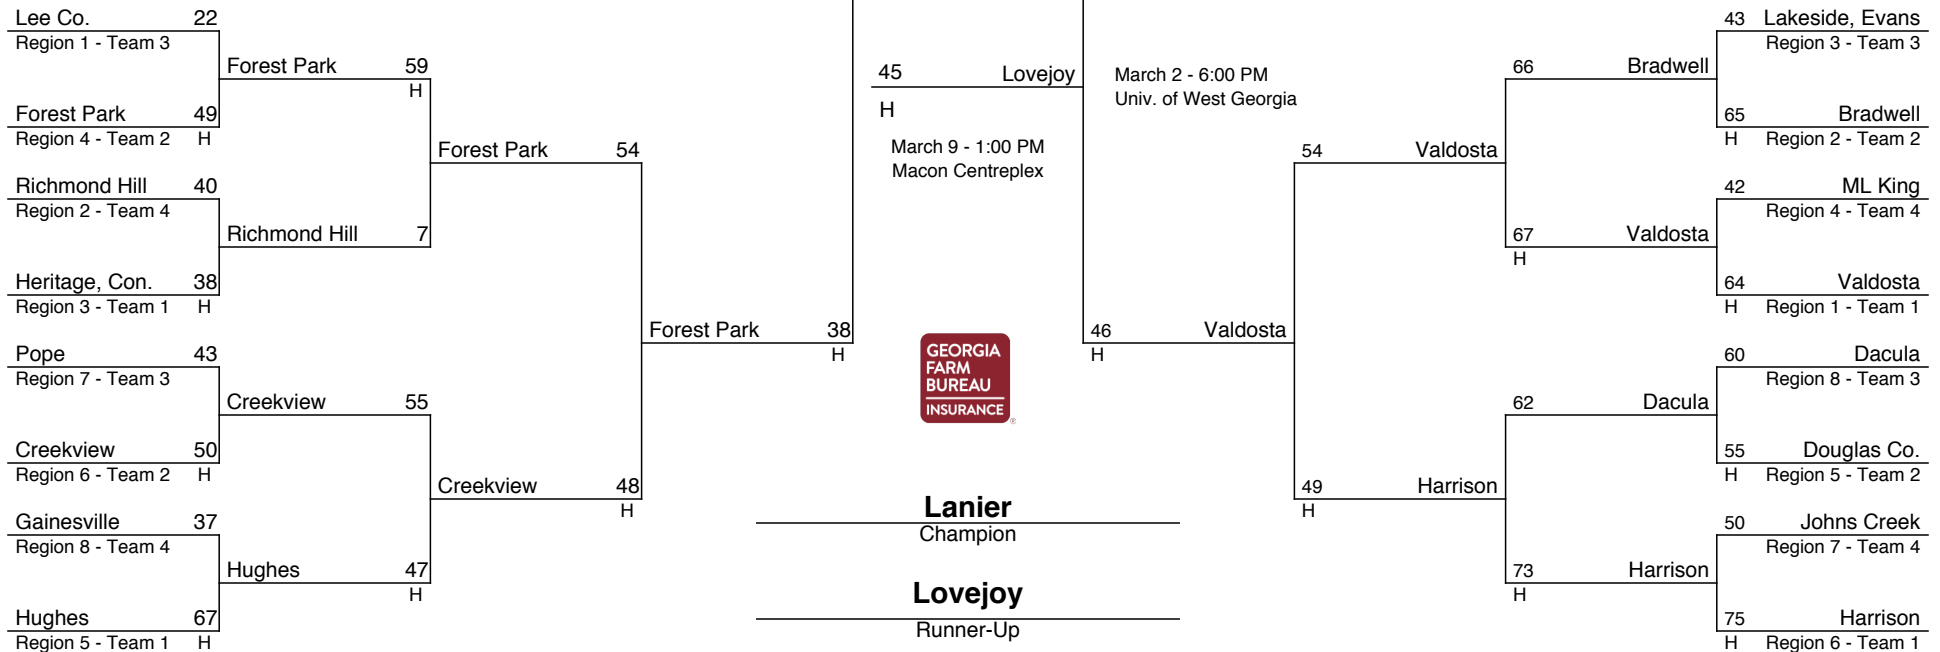 Lee Co. 22
Region 1 - Team 3
Forest Park 59
H
Forest Park 49
Region 4 - Team 2 H
Forest Park 54
Richmond Hill 40
Region 2 - Team 4
Richmond Hill 7
Heritage, Con. 38
Region 3 - Team 1 H
Forest Park 38
H
Pope 43
Region 7 - Team 3
Creekview 55
Creekview 50
Region 6 - Team 2 H
Creekview 48
H
Gainesville 37
Region 8 - Team 4
Hughes 47
H
Hughes 67
Region 5 - Team 1 H
45 Lovejoy
H
March 9 - 1:00 PM
Macon Centreplex
March 2 - 6:00 PM
Univ. of West Georgia
GEORGIA
FARM
BUREAU
INSURANCE
®
Lanier
Champion
Lovejoy
Runner-Up
43 Lakeside, Evans
Region 3 - Team 3
66 Bradwell
65 Bradwell
H Region 2 - Team 2
54 Valdosta
42 ML King
Region 4 - Team 4
67 Valdosta
H
64 Valdosta
H Region 1 - Team 1
46 Valdosta
H
60 Dacula
Region 8 - Team 3
62 Dacula
55 Douglas Co.
H Region 5 - Team 2
49 Harrison
H
50 Johns Creek
Region 7 - Team 4
73 Harrison
H
75 Harrison
H Region 6 - Team 1